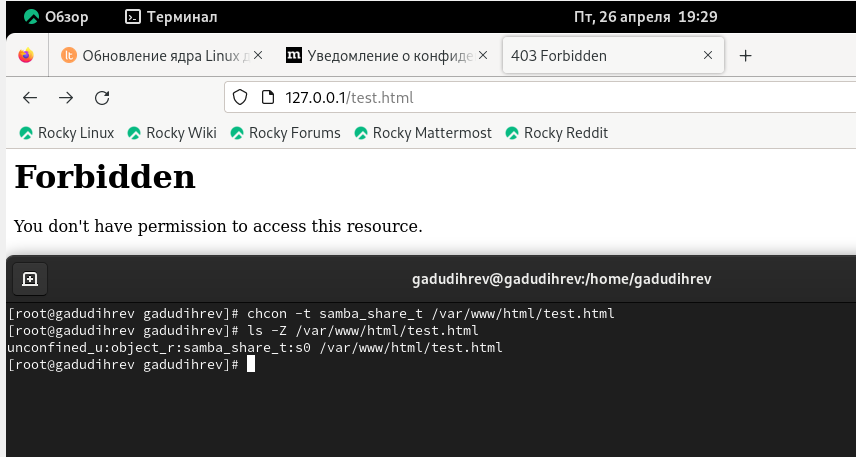 Обзор Терминал Пт, 26 апреля 19:29
Обновление ядра Linux д Уведомление о конфиде 403 Forbidden
127.0.0.1/test.html
Rocky Linux Rocky Wiki Rocky Forums Rocky Mattermost Rocky Reddit
Forbidden
You don't have permission to access this resource.
gadudihrev@gadudihrev:/home/gadudihrev
[root@gadudihrev gadudihrev]# chcon -t samba_share_t /var/www/html/test.html
[root@gadudihrev gadudihrev]# ls -Z /var/www/html/test.html
unconfined_u:object_r:samba_share_t:s0 /var/www/html/test.html
[root@gadudihrev gadudihrev]#